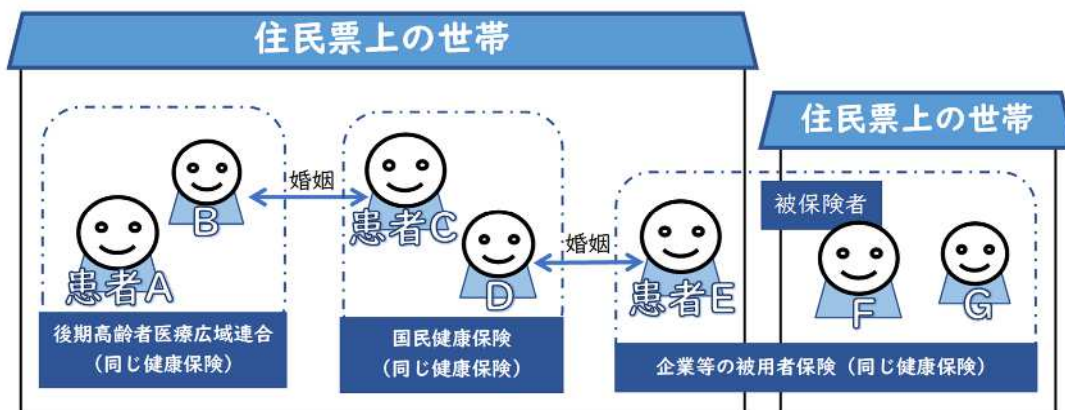 住民票上の世帯
住民票上の世帯
婚姻
B
患者A
患者C
婚姻
D
患者E
被保険者
F
G
後期高齢者医療広域連合
（同じ健康保険）
国民健康保険
（同じ健康保険）
企業等の被用者保険（同じ健康保険）